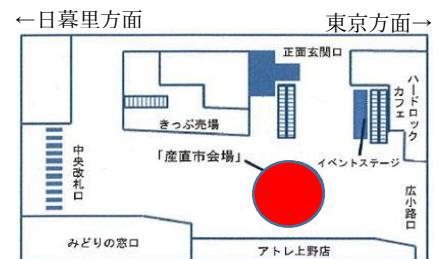 ←日暮里方面
東京方面→
正面玄関口
ハードロック
カフェ
きっぷ売場
「産直市会場」
イベントステージ
中央改札口
広小路口
みどりの窓口
アトレ上野店